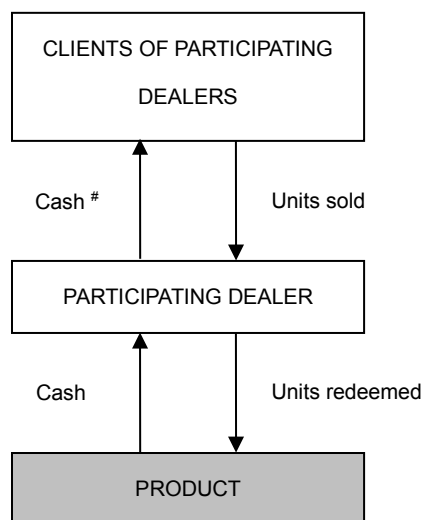 CLIENTS OF PARTICIPATING
DEALERS
Cash #
Units sold
PARTICIPATING DEALER
Cash
Units redeemed
PRODUCT